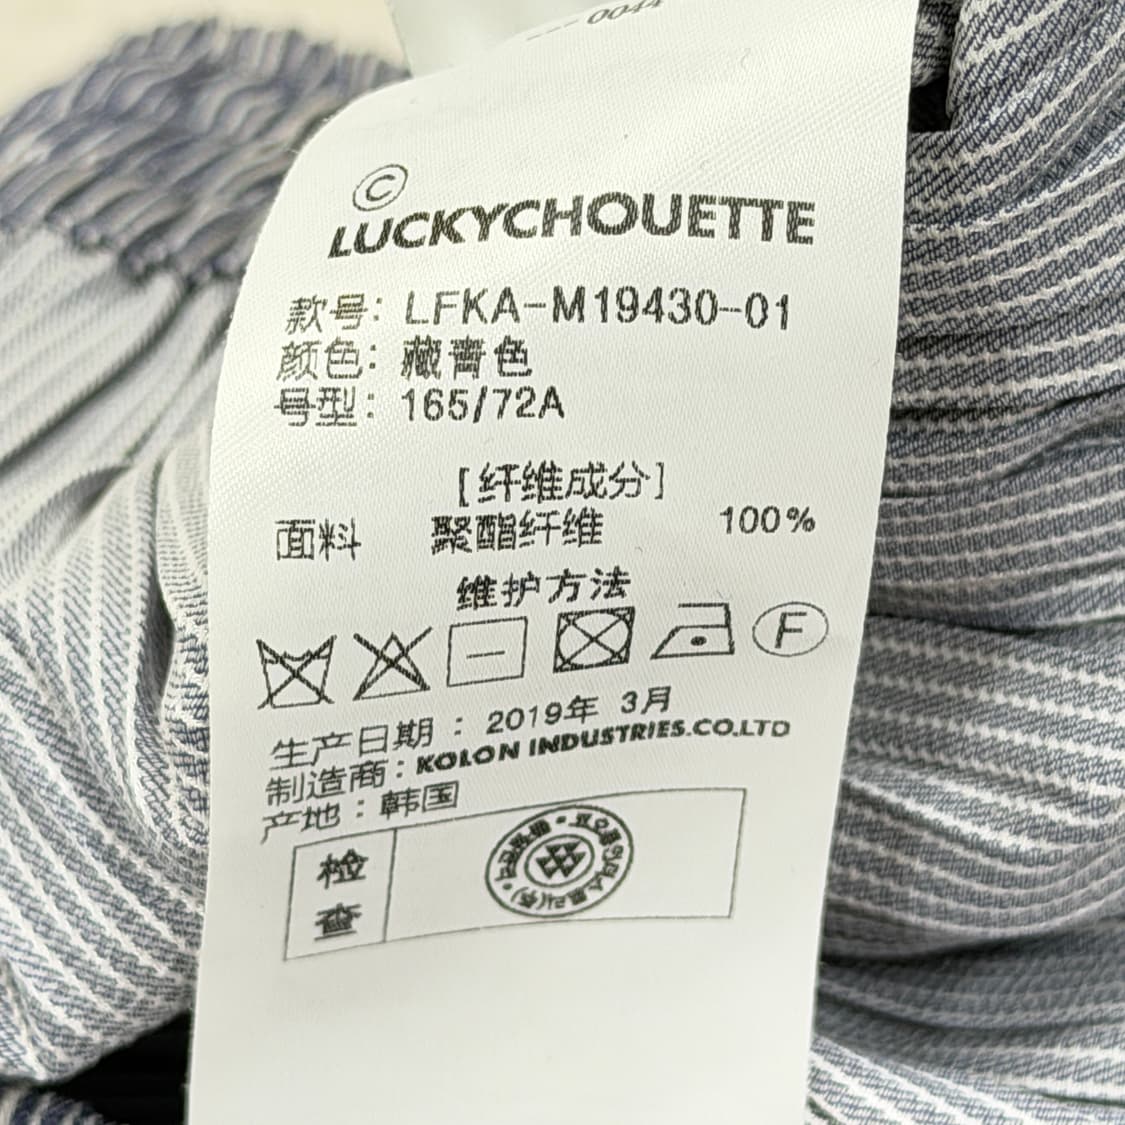 0044
©
LUCKYCHOUETTE
款号: LFKA-M19430-01
颜色: 藏青色
号型: 165/72A
[纤维成分]
面料 聚酯纤维 100%
维护方法
F
生产日期 : 2019年 3月
制造商: KOLON INDUSTRIES.CO.LTD
产地 : 韩国
检
查